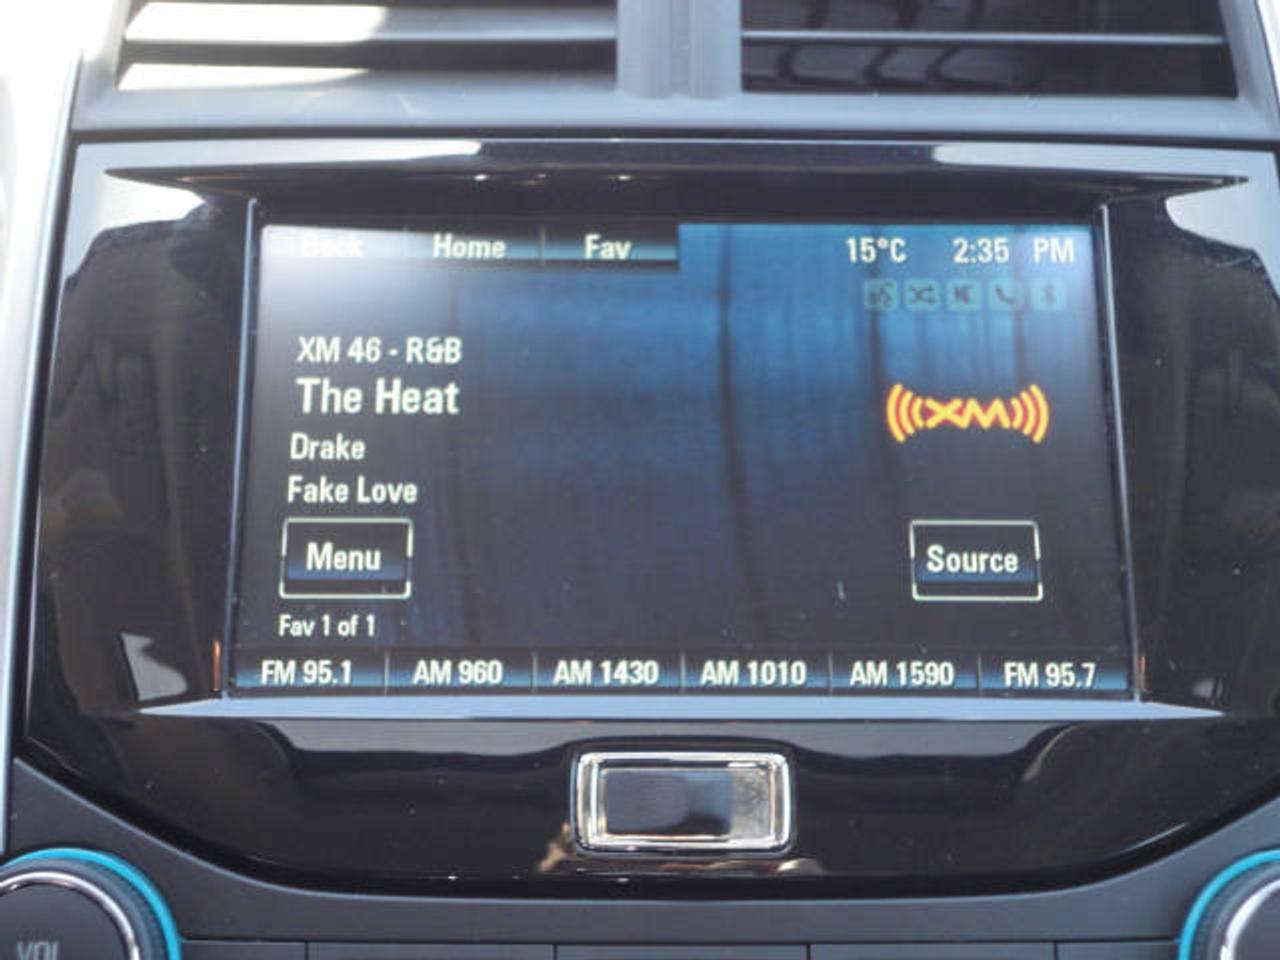 Back Home Fav 15°C 2:35 PM
XM 46 - R&B
The Heat
XM
Drake
Fake Love
Menu Source
Fav 1 of 1
FM 95.1 AM 960 AM 1430 AM 1010 AM 1590 FM 95.7
VOL